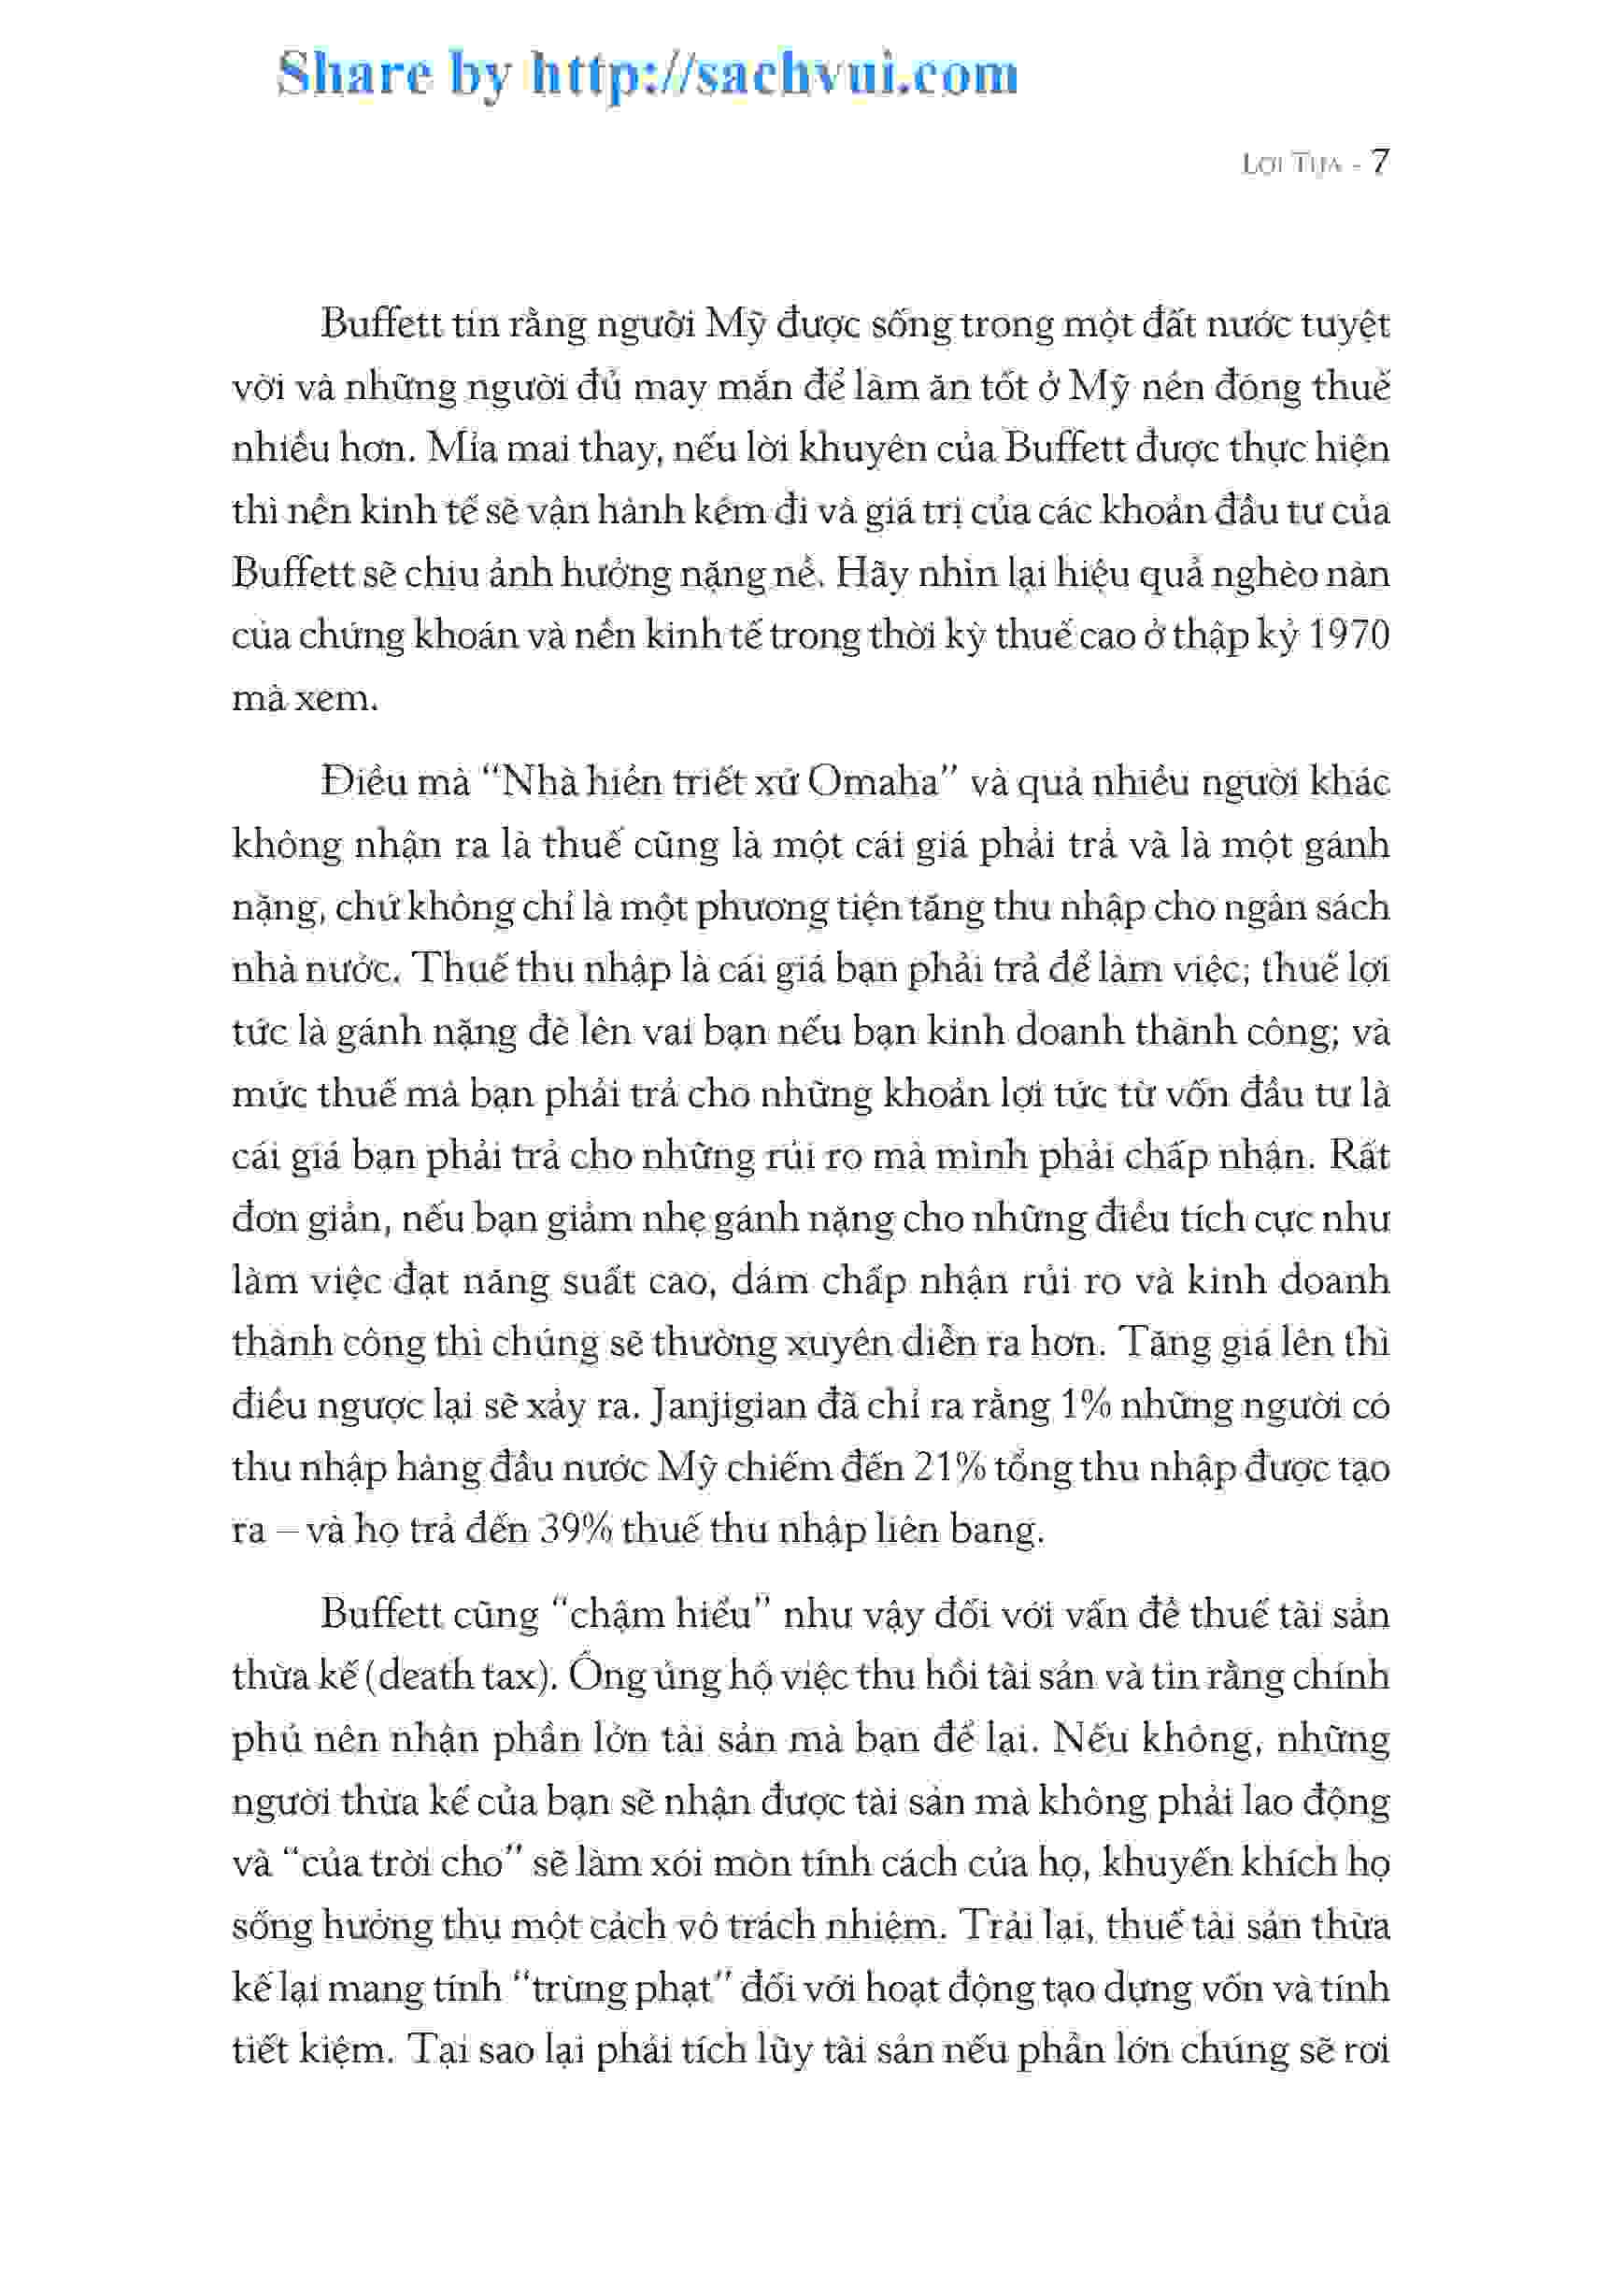 Share by http://sachvui.com
LỜI TỰA - 7
Buffett tin rằng người Mỹ được sống trong một đất nước tuyệt
vời và những người đủ may mắn để làm ăn tốt ở Mỹ nên đóng thuế
nhiều hơn. Mỉa mai thay, nếu lời khuyên của Buffett được thực hiện
thì nền kinh tế sẽ vận hành kém đi và giá trị của các khoản đầu tư của
Buffett sẽ chịu ảnh hưởng nặng nề. Hãy nhìn lại hiệu quả nghèo nàn
của chứng khoán và nền kinh tế trong thời kỳ thuế cao ở thập kỷ 1970
mà xem.
Điều mà “Nhà hiền triết xứ Omaha” và quá nhiều người khác
không nhận ra là thuế cũng là một cái giá phải trả và là một gánh
nặng, chứ không chỉ là một phương tiện tăng thu nhập cho ngân sách
nhà nước. Thuế thu nhập là cái giá bạn phải trả để làm việc; thuế lợi
tức là gánh nặng đè lên vai bạn nếu bạn kinh doanh thành công; và
mức thuế mà bạn phải trả cho những khoản lợi tức từ vốn đầu tư là
cái giá bạn phải trả cho những rủi ro mà mình phải chấp nhận. Rất
đơn giản, nếu bạn giảm nhẹ gánh nặng cho những điều tích cực như
làm việc đạt năng suất cao, dám chấp nhận rủi ro và kinh doanh
thành công thì chúng sẽ thường xuyên diễn ra hơn. Tăng giá lên thì
điều ngược lại sẽ xảy ra. Janjigian đã chỉ ra rằng 1% những người có
thu nhập hàng đầu nước Mỹ chiếm đến 21% tổng thu nhập được tạo
ra – và họ trả đến 39% thuế thu nhập liên bang.
Buffett cũng “chậm hiểu” như vậy đối với vấn đề thuế tài sản
thừa kế (death tax). Ông ủng hộ việc thu hồi tài sản và tin rằng chính
phủ nên nhận phần lớn tài sản mà bạn để lại. Nếu không, những
người thừa kế của bạn sẽ nhận được tài sản mà không phải lao động
và “của trời cho” sẽ làm xói mòn tính cách của họ, khuyến khích họ
sống hưởng thụ một cách vô trách nhiệm. Trái lại, thuế tài sản thừa
kế lại mang tính “trừng phạt” đối với hoạt động tạo dựng vốn và tính
tiết kiệm. Tại sao lại phải tích lũy tài sản nếu phần lớn chúng sẽ rơi